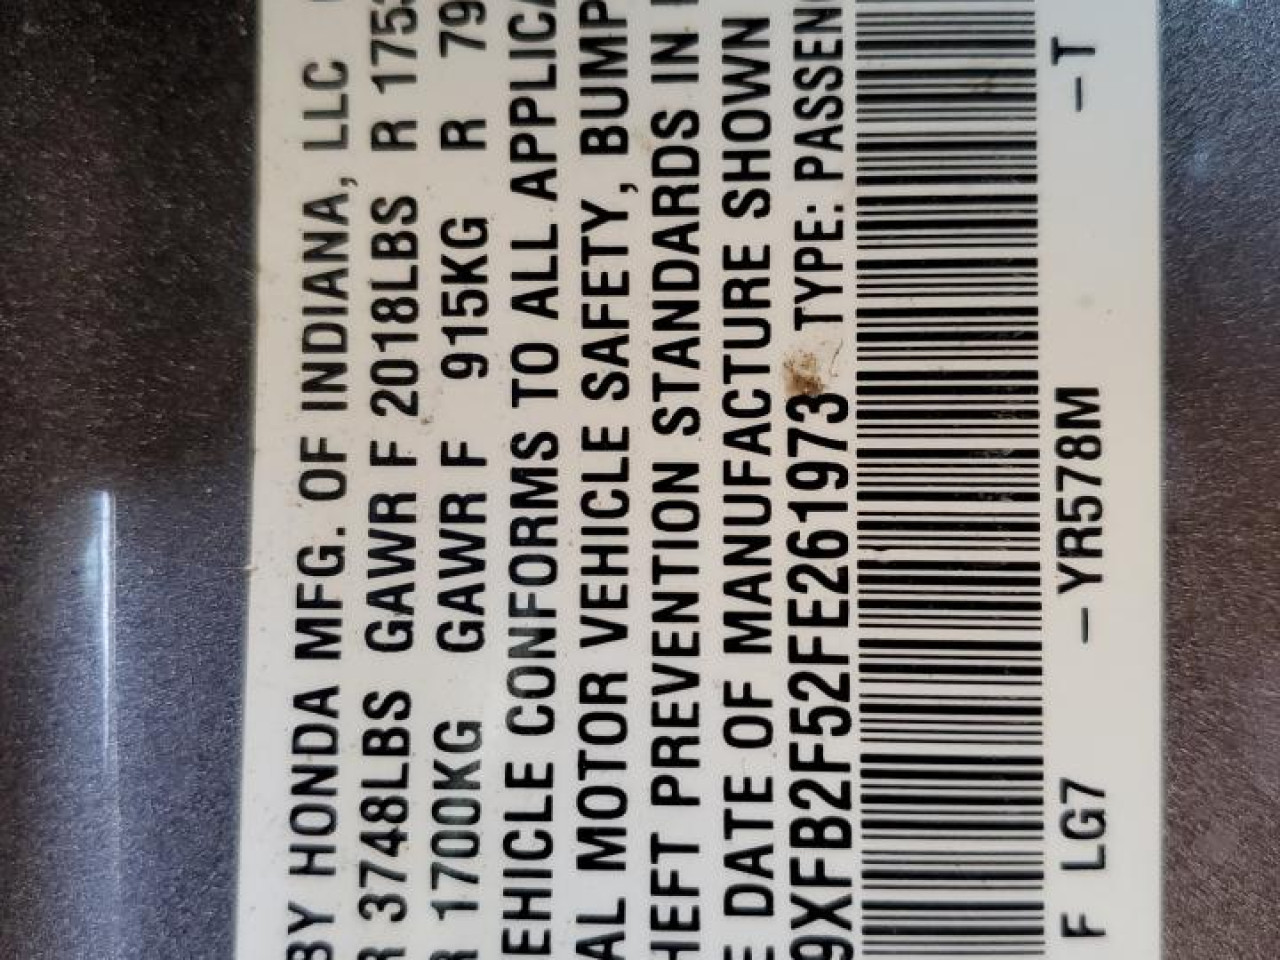 BY HONDA MFG. OF INDIANA, LLC
R 3748LBS GAWR F 2018LBS R 175
R 1700KG GAWR F 915KG R 79
EHICLE CONFORMS TO ALL APPLICA
AL MOTOR VEHICLE SAFETY, BUMP
HEFT PREVENTION STANDARDS IN
E DATE OF MANUFACTURE SHOWN
9XFB2F52FE261973 TYPE: PASSEN
F LG7 -YR578M -T